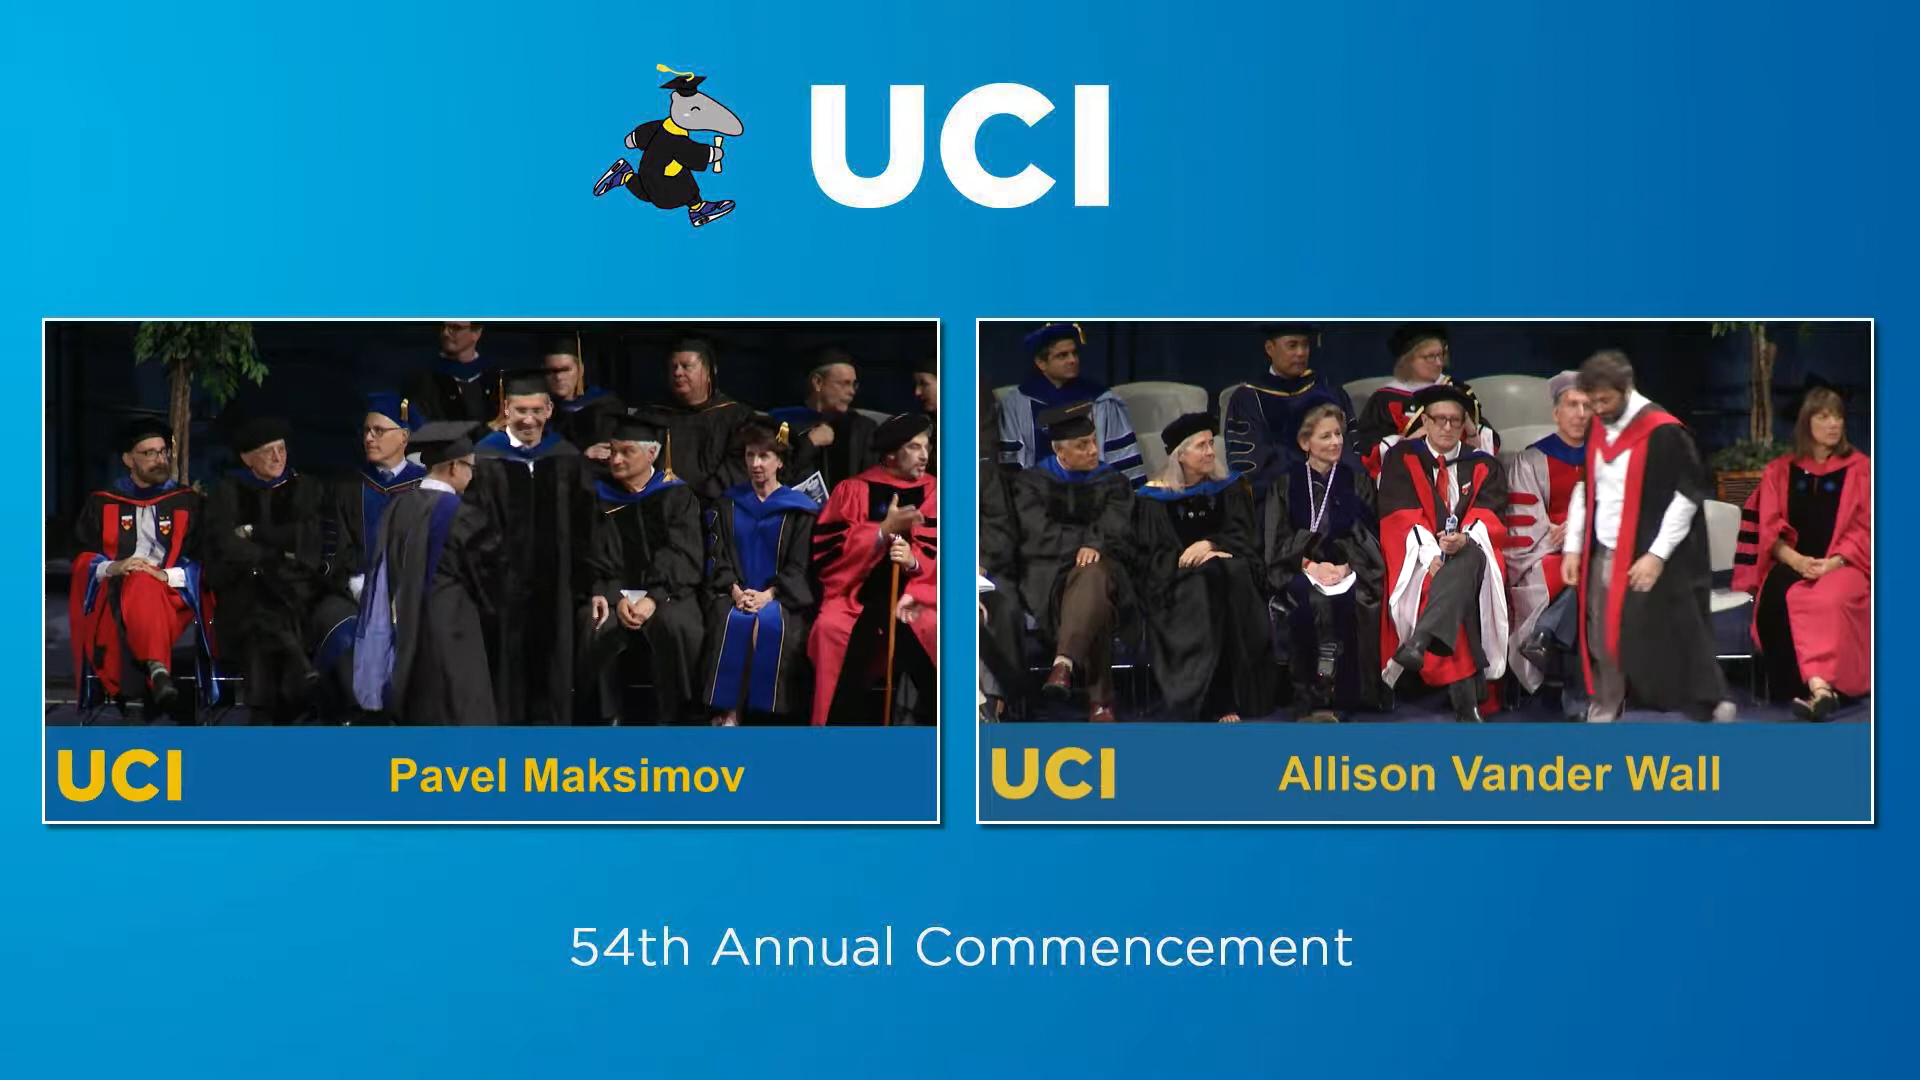 UCI
UCI
Pavel Maksimov
UCI
Allison Vander Wall
54th Annual Commencement